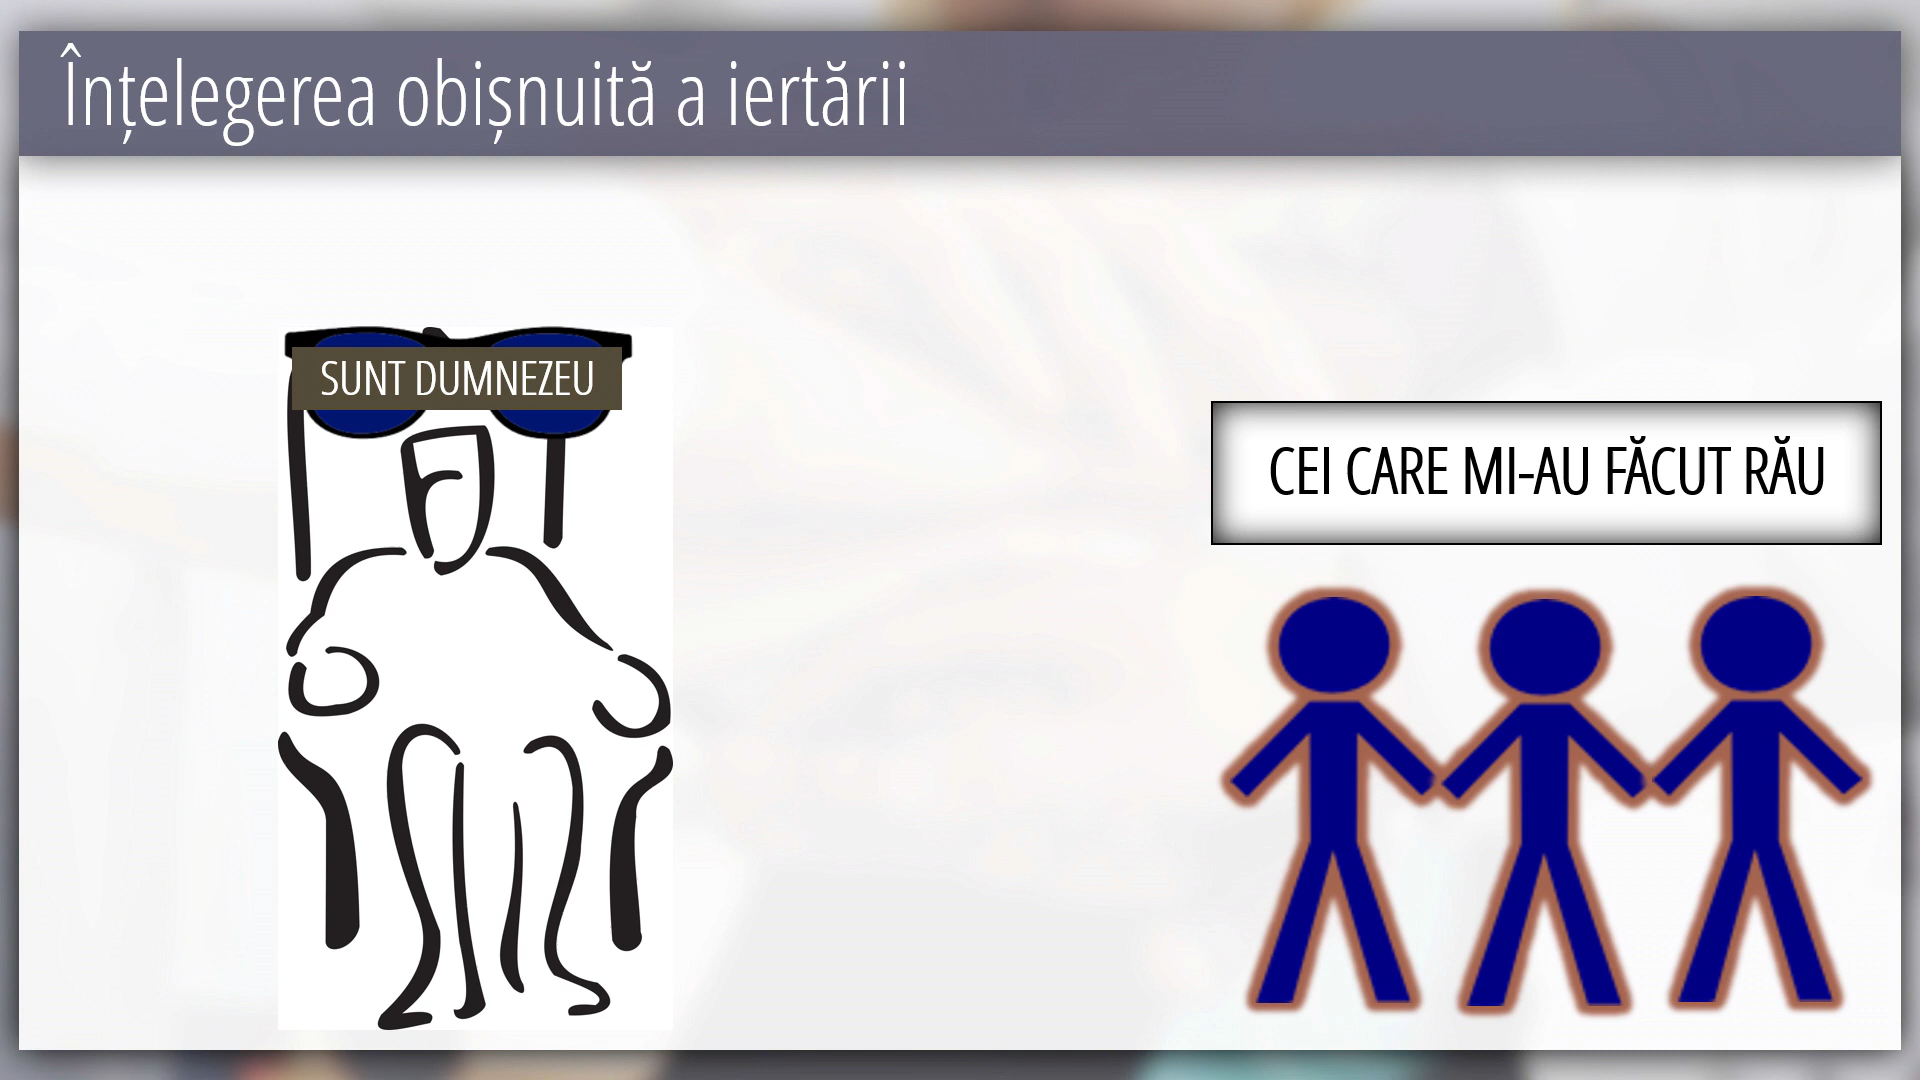 Înțelegerea obișnuită a iertării
SUNT DUMNEZEU
CEI CARE MI-AU FĂCUT RĂU